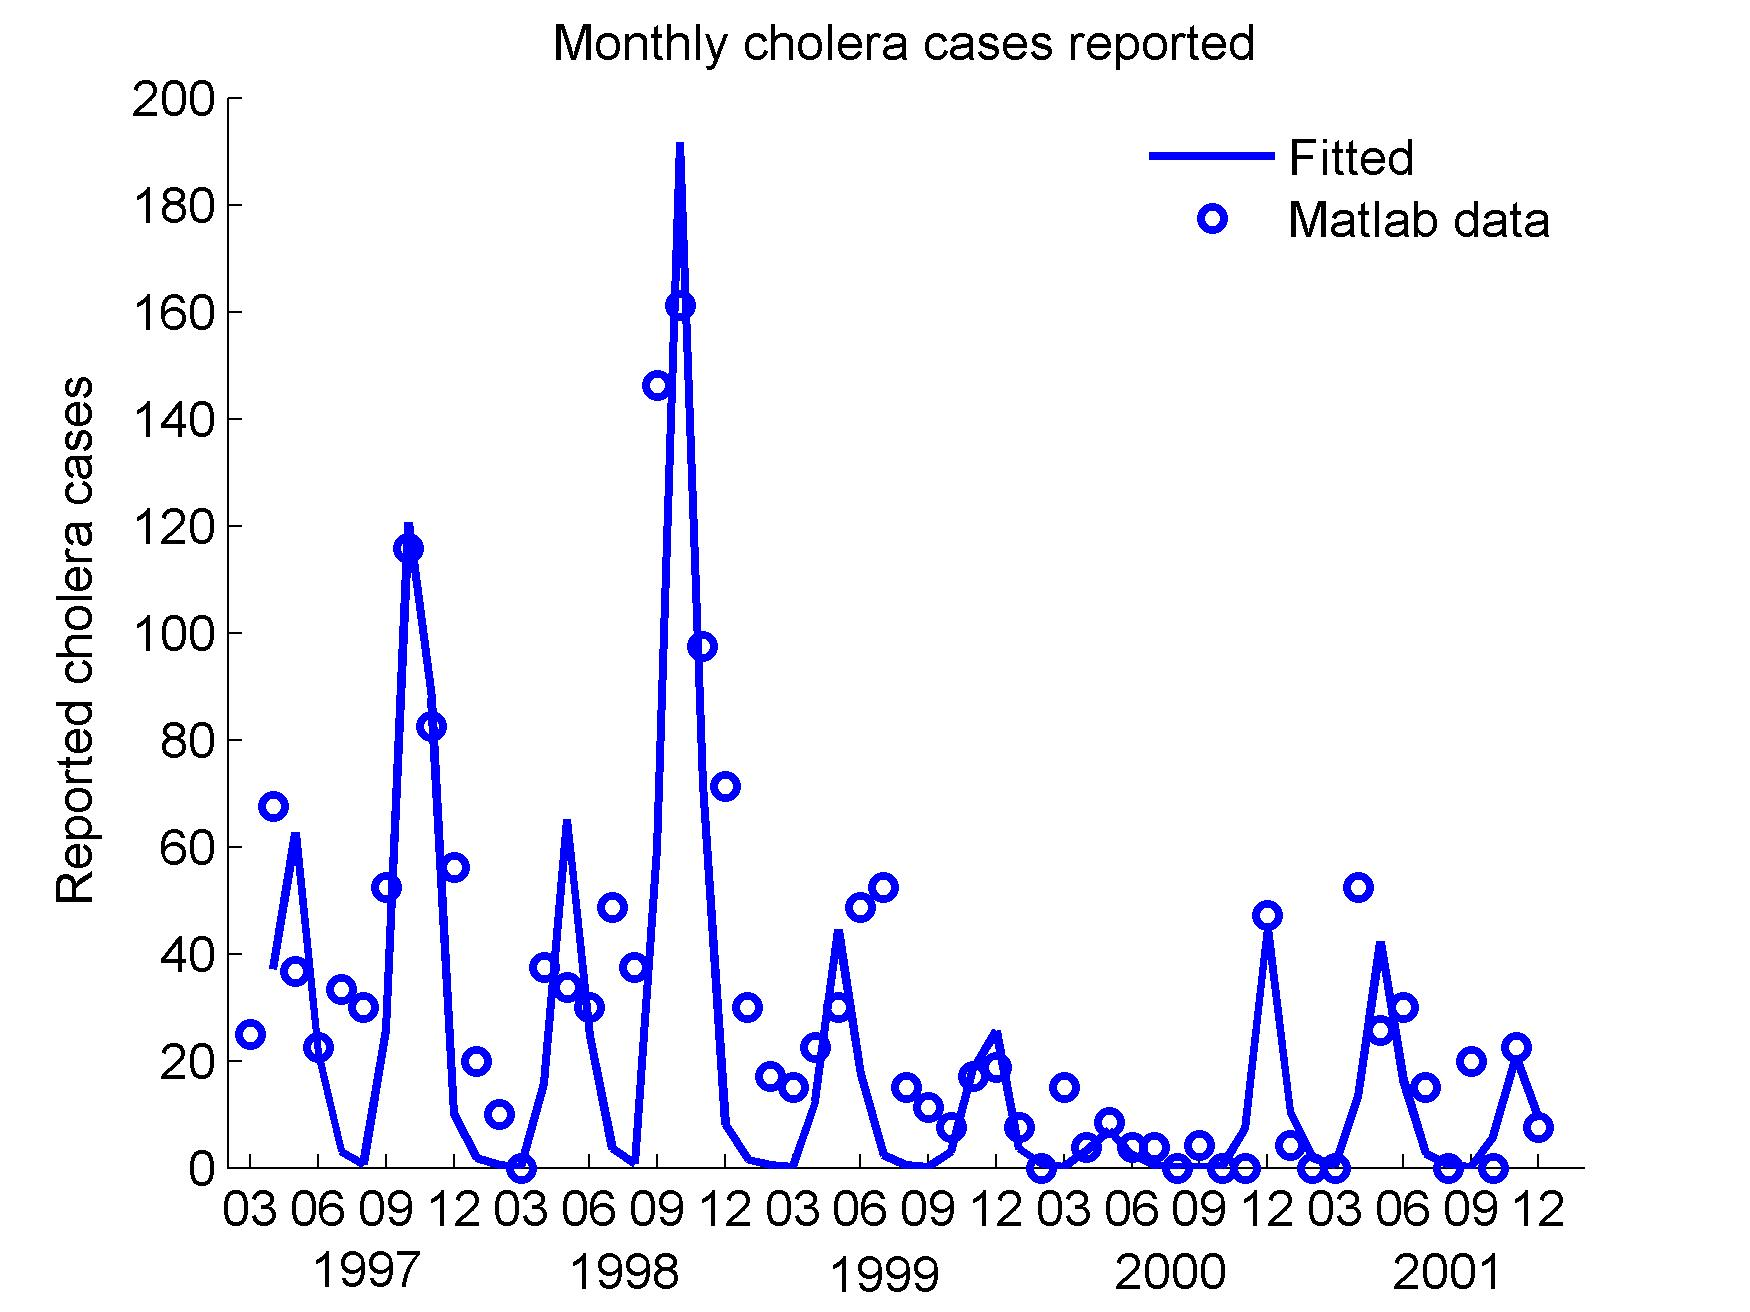 Monthly cholera cases reported
Fitted
Matlab data
Reported cholera cases
200
180
160
140
120
100
80
60
40
20
0
03 06 09 12 03 06 09 12 03 06 09 12 03 06 09 12 03 06 09 12
1997 1998 1999 2000 2001